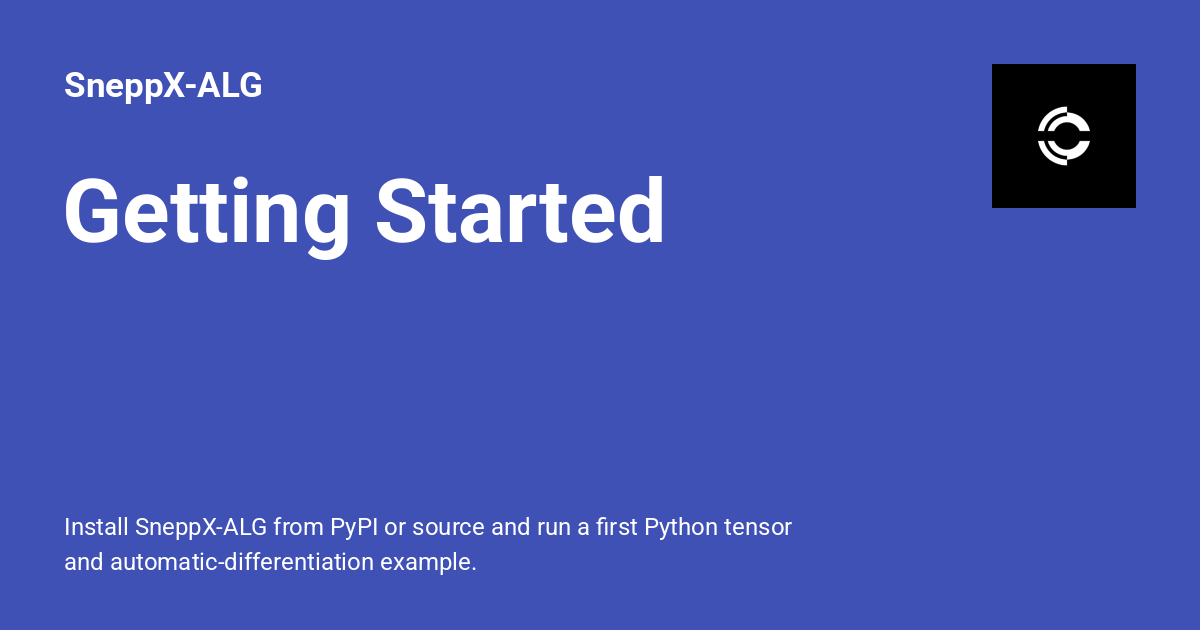 SneppX-ALG
Getting Started
Install SneppX-ALG from PyPI or source and run a first Python tensor
and automatic-differentiation example.